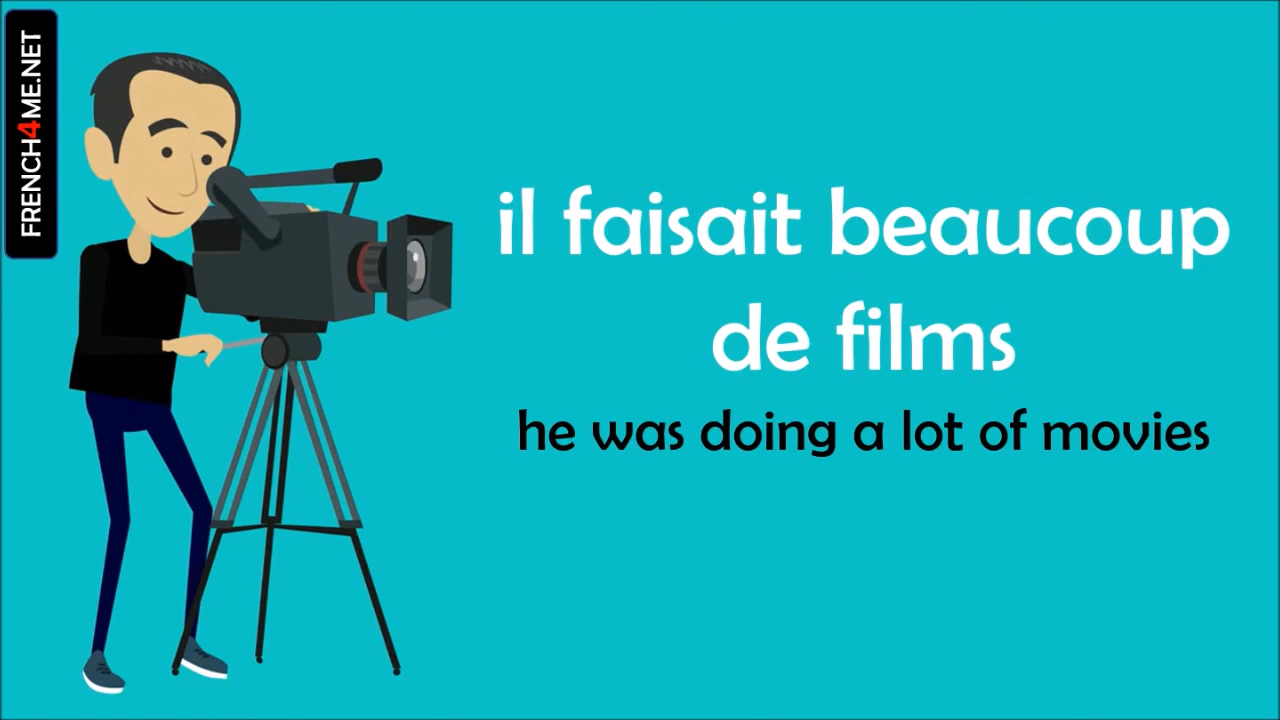 FRENCH4ME.NET
il faisait beaucoup
de films
he was doing a lot of movies